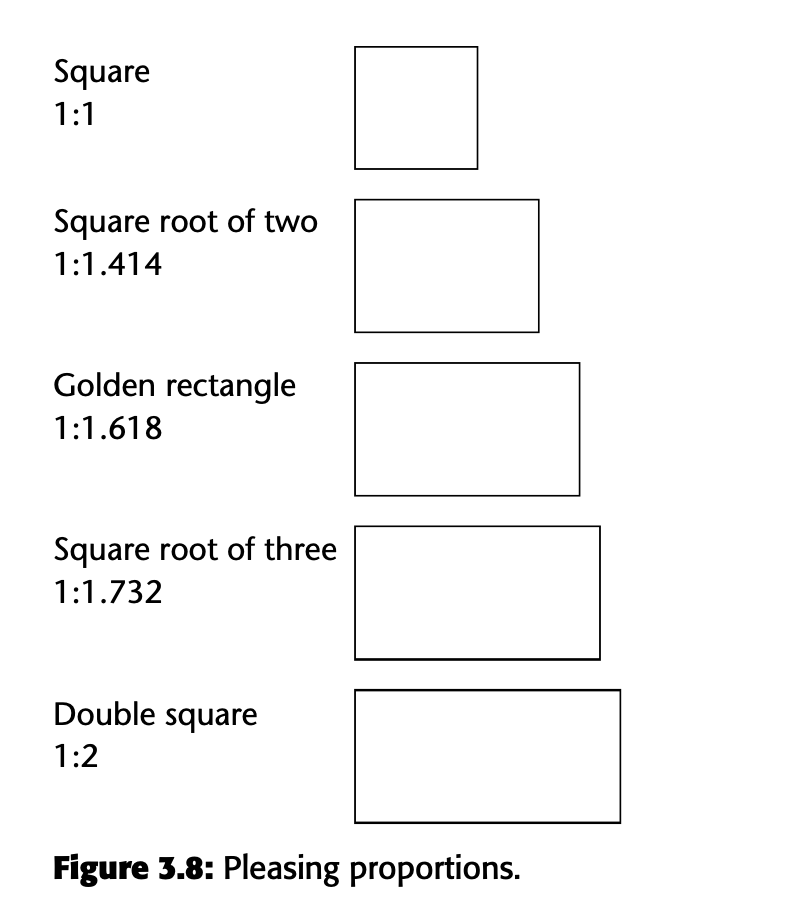 Square
1:1
Square root of two
1:1.414
Golden rectangle
1:1.618
Square root of three
1:1.732
Double square
1:2
Figure 3.8: Pleasing proportions.